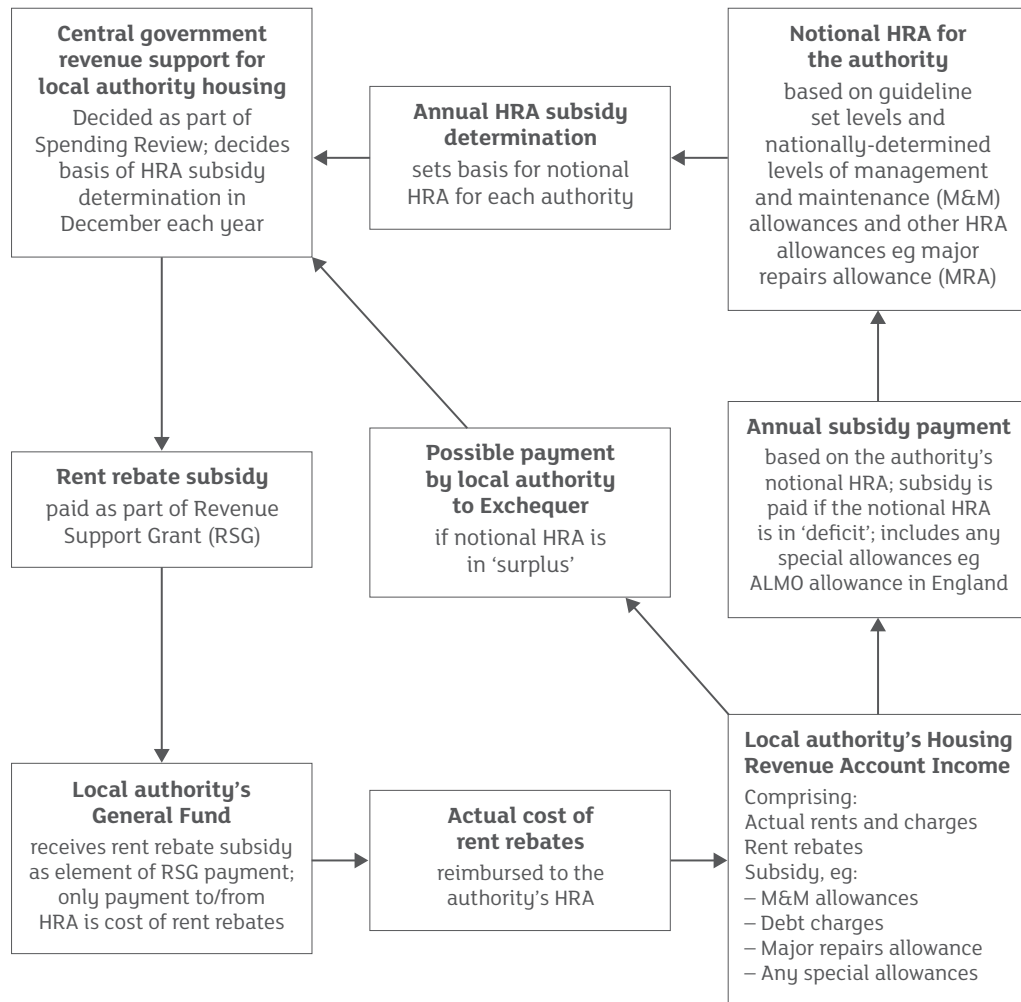 Central government
revenue support for
local authority housing
Decided as part of
Spending Review; decides
basis of HRA subsidy
determination in
December each year
Annual HRA subsidy
determination
sets basis for notional
HRA for each authority
Notional HRA for
the authority
based on guideline
set levels and
nationally-determined
levels of management
and maintenance (M&M)
allowances and other HRA
allowances eg major
repairs allowance (MRA)
Rent rebate subsidy
paid as part of Revenue
Support Grant (RSG)
Possible payment
by local authority
to Exchequer
if notional HRA is
in ‘surplus’
Annual subsidy payment
based on the authority’s
notional HRA; subsidy is
paid if the notional HRA
is in ‘deficit’; includes any
special allowances eg
ALMO allowance in England
Local authority’s
General Fund
receives rent rebate subsidy
as element of RSG payment;
only payment to/from
HRA is cost of rent rebates
Actual cost of
rent rebates
reimbursed to the
authority’s HRA
Local authority’s Housing
Revenue Account Income
Comprising:
Actual rents and charges
Rent rebates
Subsidy, eg:
– M&M allowances
– Debt charges
– Major repairs allowance
– Any special allowances